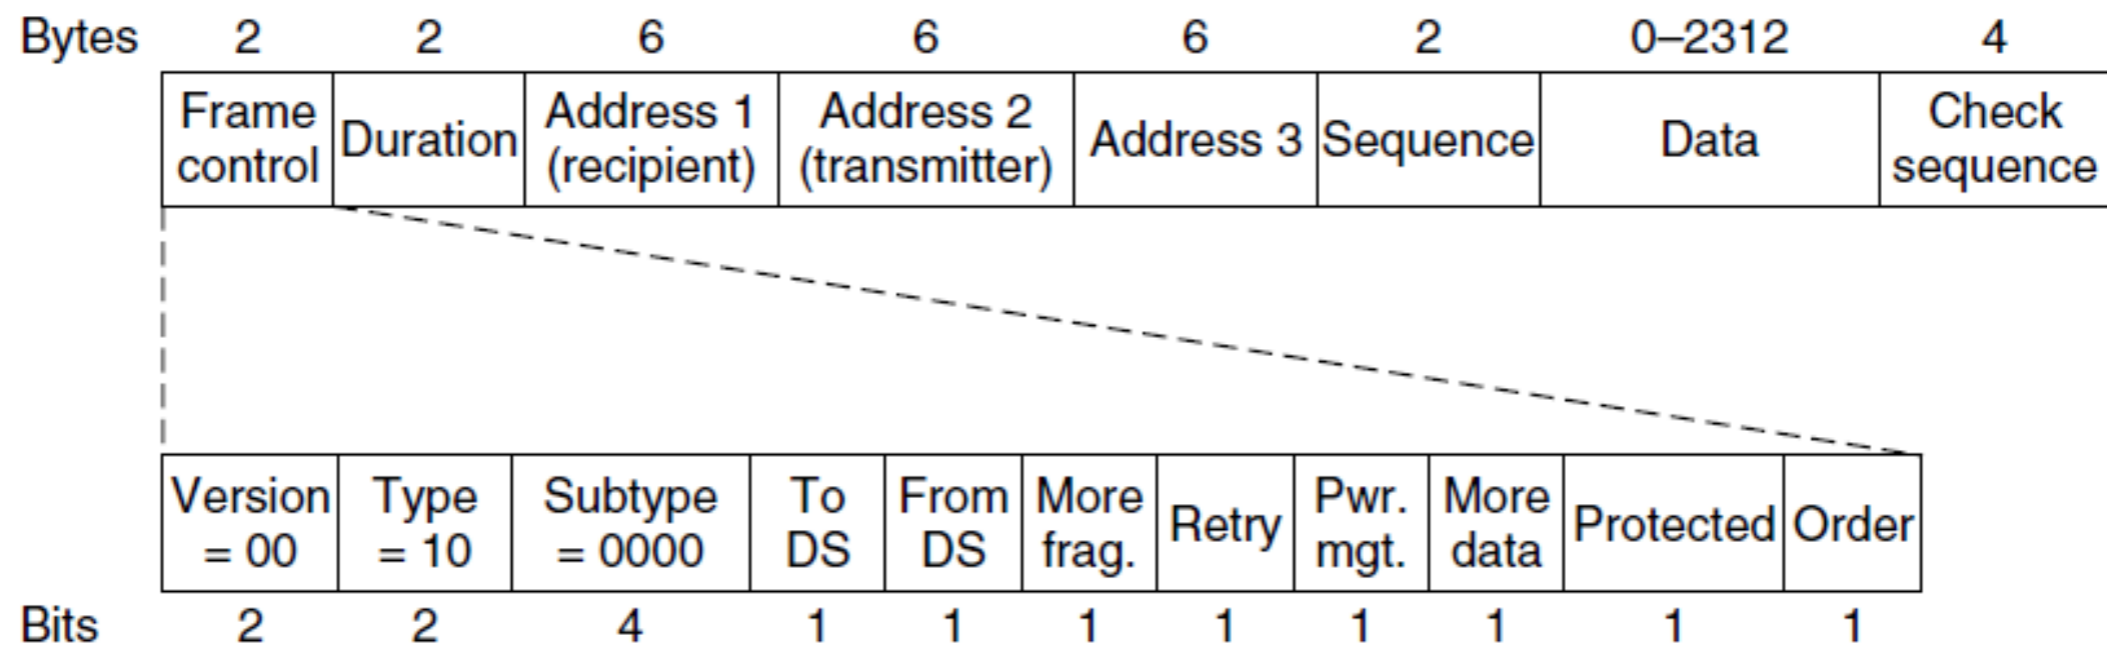 Bytes 2 2 6 6 6 2 0–2312 4
Frame control Duration Address 1 (recipient) Address 2 (transmitter) Address 3 Sequence Data Check sequence
Version = 00 Type = 10 Subtype = 0000 To DS From DS More frag. Retry Pwr. mgt. More data Protected Order
Bits 2 2 4 1 1 1 1 1 1 1 1